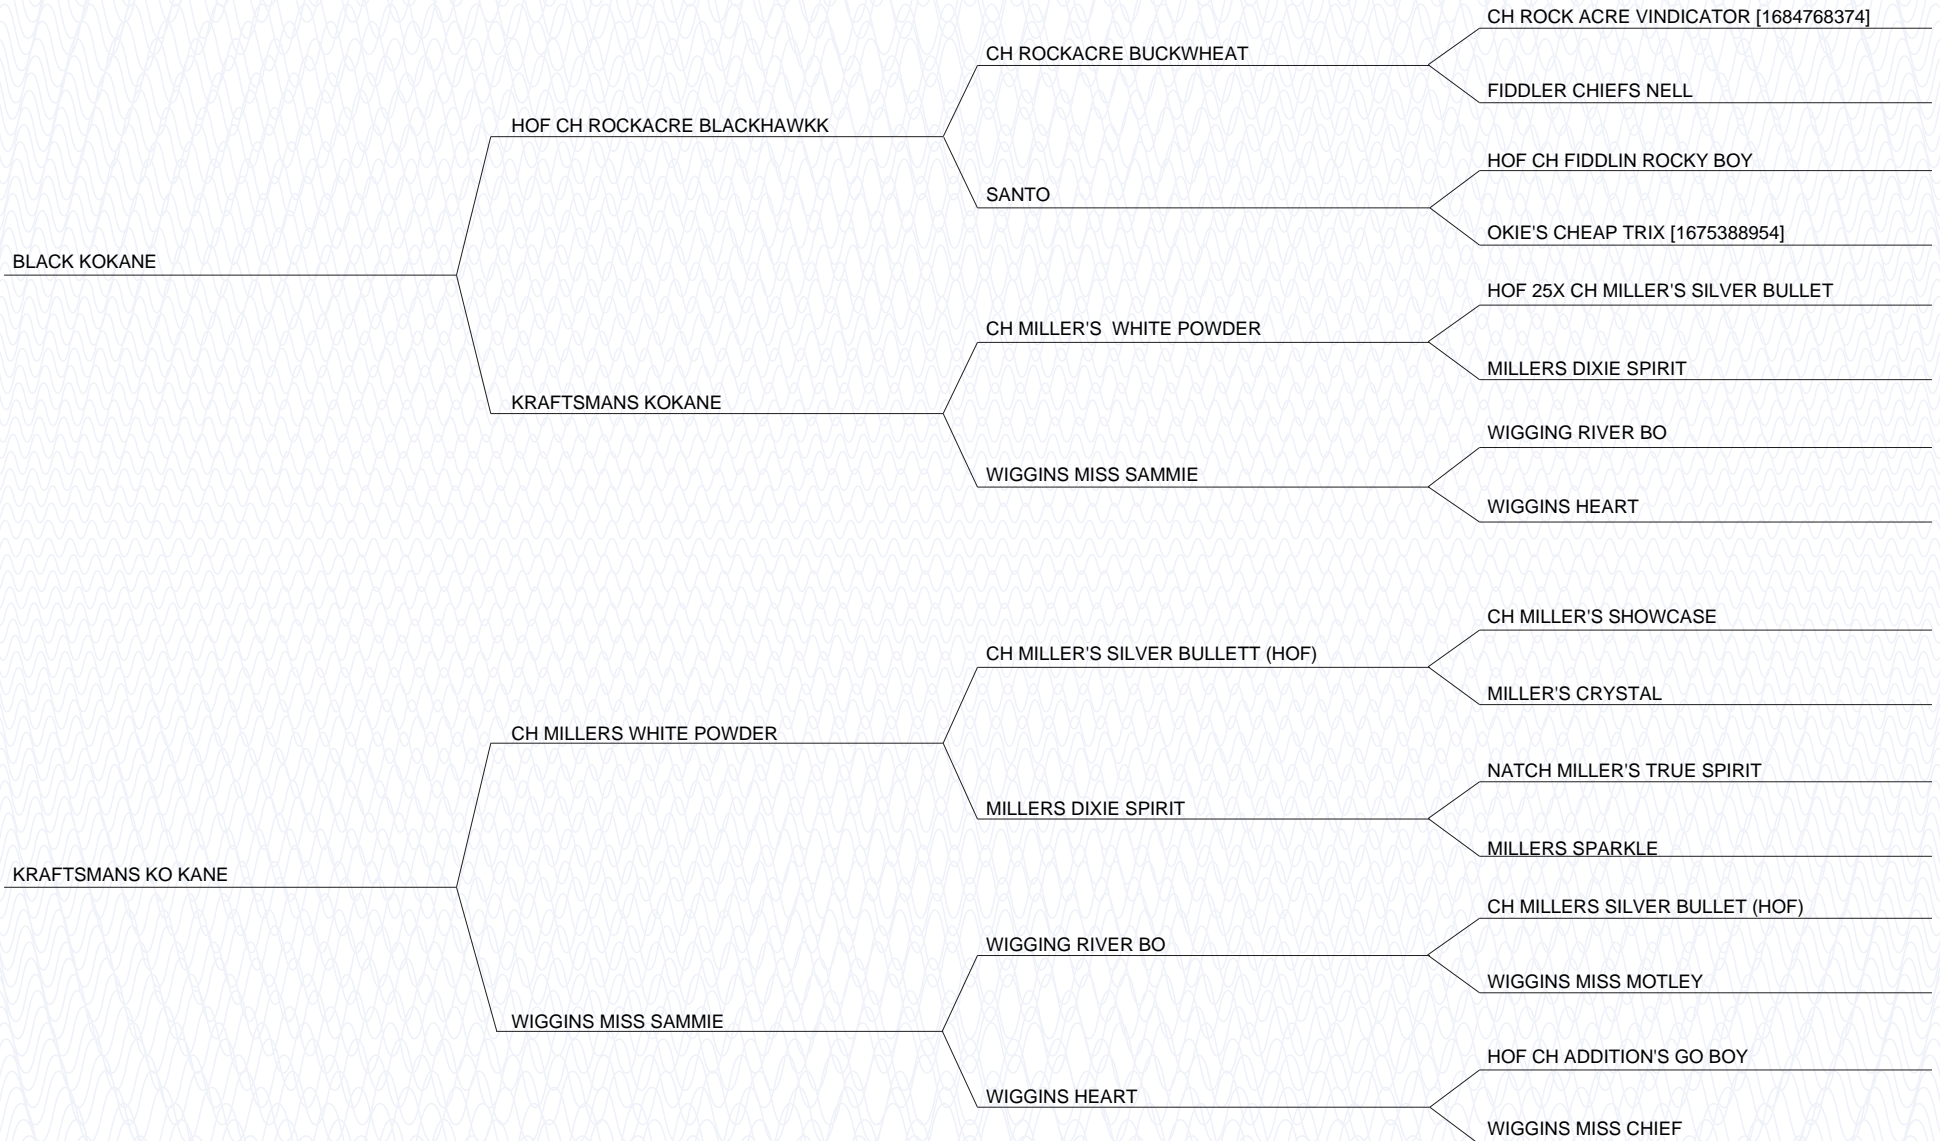 CH ROCK ACRE VINDICATOR [1684768374]
CH ROCKACRE BUCKWHEAT
FIDDLER CHIEFS NELL
HOF CH ROCKACRE BLACKHAWKK
HOF CH FIDDLIN ROCKY BOY
SANTO
OKIE'S CHEAP TRIX [1675388954]
BLACK KOKANE
HOF 25X CH MILLER'S SILVER BULLET
CH MILLER'S  WHITE POWDER
MILLERS DIXIE SPIRIT
KRAFTSMANS KOKANE
WIGGING RIVER BO
WIGGINS MISS SAMMIE
WIGGINS HEART
CH MILLER'S SHOWCASE
CH MILLER'S SILVER BULLETT (HOF)
MILLER'S CRYSTAL
CH MILLERS WHITE POWDER
NATCH MILLER'S TRUE SPIRIT
MILLERS DIXIE SPIRIT
MILLERS SPARKLE
KRAFTSMANS KO KANE
CH MILLERS SILVER BULLET (HOF)
WIGGING RIVER BO
WIGGINS MISS MOTLEY
WIGGINS MISS SAMMIE
HOF CH ADDITION'S GO BOY
WIGGINS HEART
WIGGINS MISS CHIEF